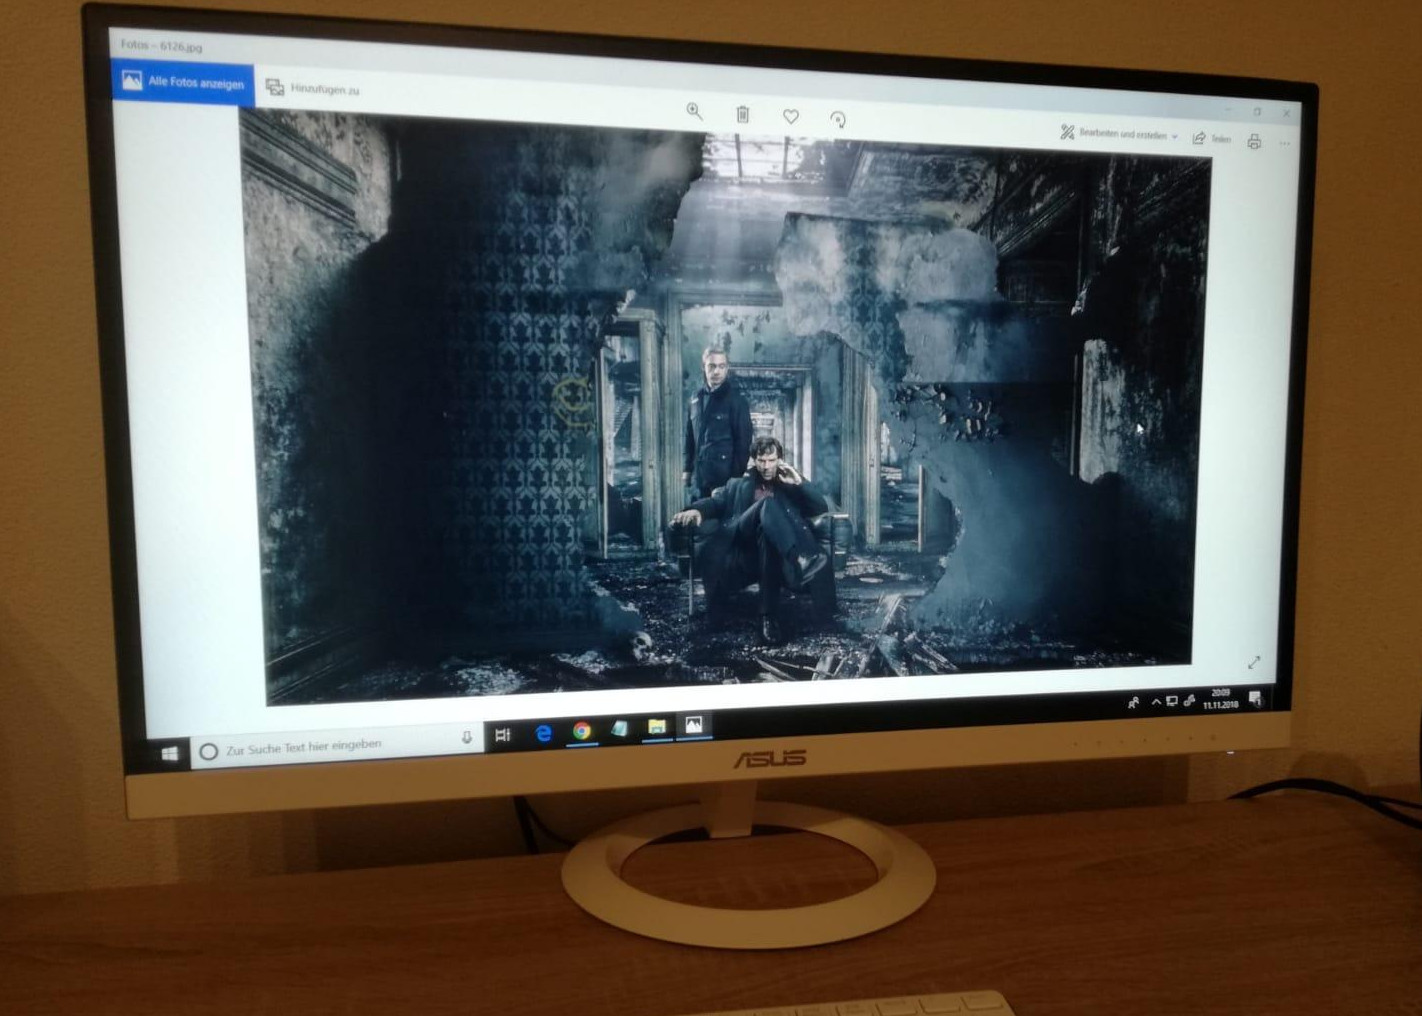 Fotos – 6126.jpg
Alle Fotos anzeigen
Hinzufügen zu
Bearbeiten und erstellen
Teilen
Zur Suche Text hier eingeben
20:09
11.11.2018
ASUS